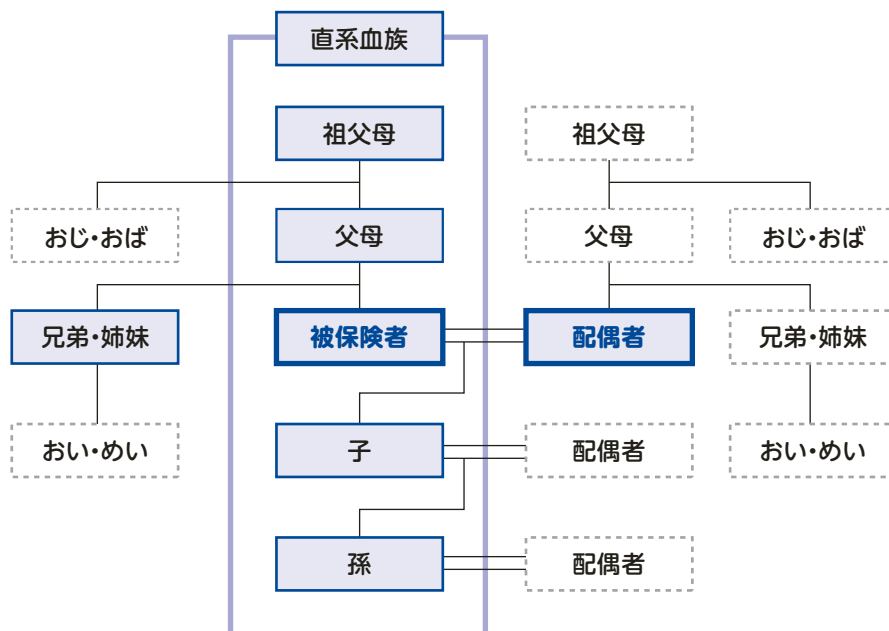 直系血族
祖父母
祖父母
おじ・おば
父母
父母
おじ・おば
兄弟・姉妹
被保険者
配偶者
兄弟・姉妹
おい・めい
子
配偶者
おい・めい
孫
配偶者